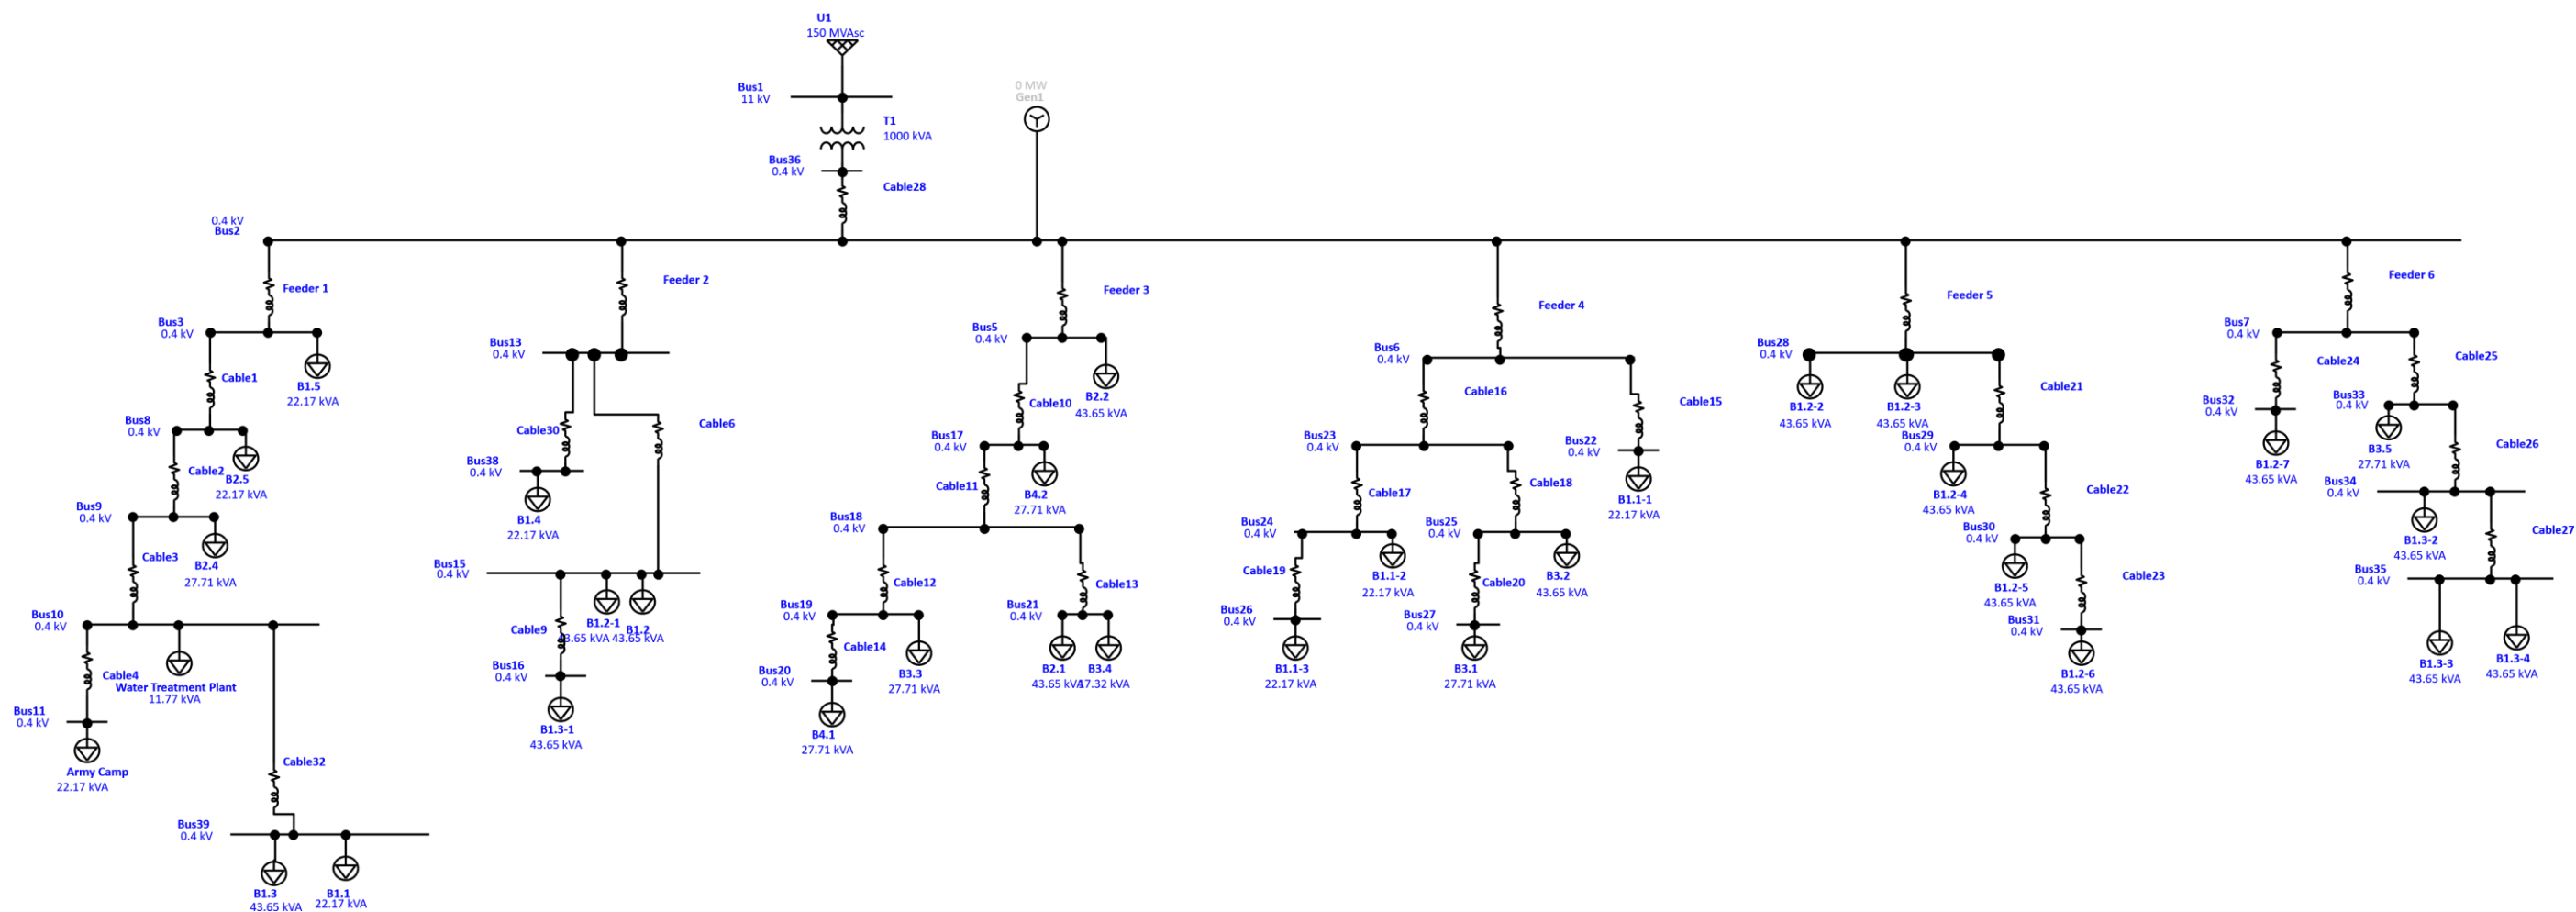 U1
150 MVAsc
Bus1
11 kV
0 MW
Gen1
T1
1000 kVA
Bus36
0.4 kV
Cable28
0.4 kV
Bus2
Feeder 1
Bus3
0.4 kV
Cable1
B1.5
22.17 kVA
Bus8
0.4 kV
Cable2
B2.5
22.17 kVA
Bus9
0.4 kV
Cable3
B2.4
27.71 kVA
Bus10
0.4 kV
Cable4
Water Treatment Plant
11.77 kVA
Bus11
0.4 kV
Army Camp
22.17 kVA
Cable32
Bus39
0.4 kV
B1.3
43.65 kVA
B1.1
22.17 kVA
Feeder 2
Bus13
0.4 kV
Cable30
Cable6
Bus38
0.4 kV
B1.4
22.17 kVA
Bus15
0.4 kV
Cable9
B1.2-1
B1.2
43.65 kVA
Bus16
0.4 kV
B1.3-1
43.65 kVA
Feeder 3
Bus5
0.4 kV
Cable10
B2.2
43.65 kVA
Bus17
0.4 kV
Cable11
B4.2
27.71 kVA
Bus18
0.4 kV
Cable12
Cable13
Bus19
0.4 kV
Cable14
B3.3
27.71 kVA
Bus20
0.4 kV
B4.1
27.71 kVA
Bus21
0.4 kV
B2.1
B3.4
17.32 kVA
Feeder 4
Bus6
0.4 kV
Cable16
Cable15
Bus23
0.4 kV
Bus22
0.4 kV
B1.1-1
22.17 kVA
Cable17
Cable18
Bus24
0.4 kV
Cable19
B1.1-2
22.17 kVA
Bus25
0.4 kV
Cable20
B3.2
43.65 kVA
Bus26
0.4 kV
B1.1-3
22.17 kVA
Bus27
0.4 kV
B3.1
27.71 kVA
Feeder 5
Bus28
0.4 kV
B1.2-2
43.65 kVA
B1.2-3
43.65 kVA
Cable21
Bus29
0.4 kV
B1.2-4
43.65 kVA
Cable22
Bus30
0.4 kV
B1.2-5
43.65 kVA
Cable23
Bus31
0.4 kV
B1.2-6
43.65 kVA
Feeder 6
Bus7
0.4 kV
Cable24
Cable25
Bus32
0.4 kV
B1.2-7
43.65 kVA
Bus33
0.4 kV
B3.5
27.71 kVA
Cable26
Bus34
0.4 kV
B1.3-2
43.65 kVA
Cable27
Bus35
0.4 kV
B1.3-3
43.65 kVA
B1.3-4
43.65 kVA